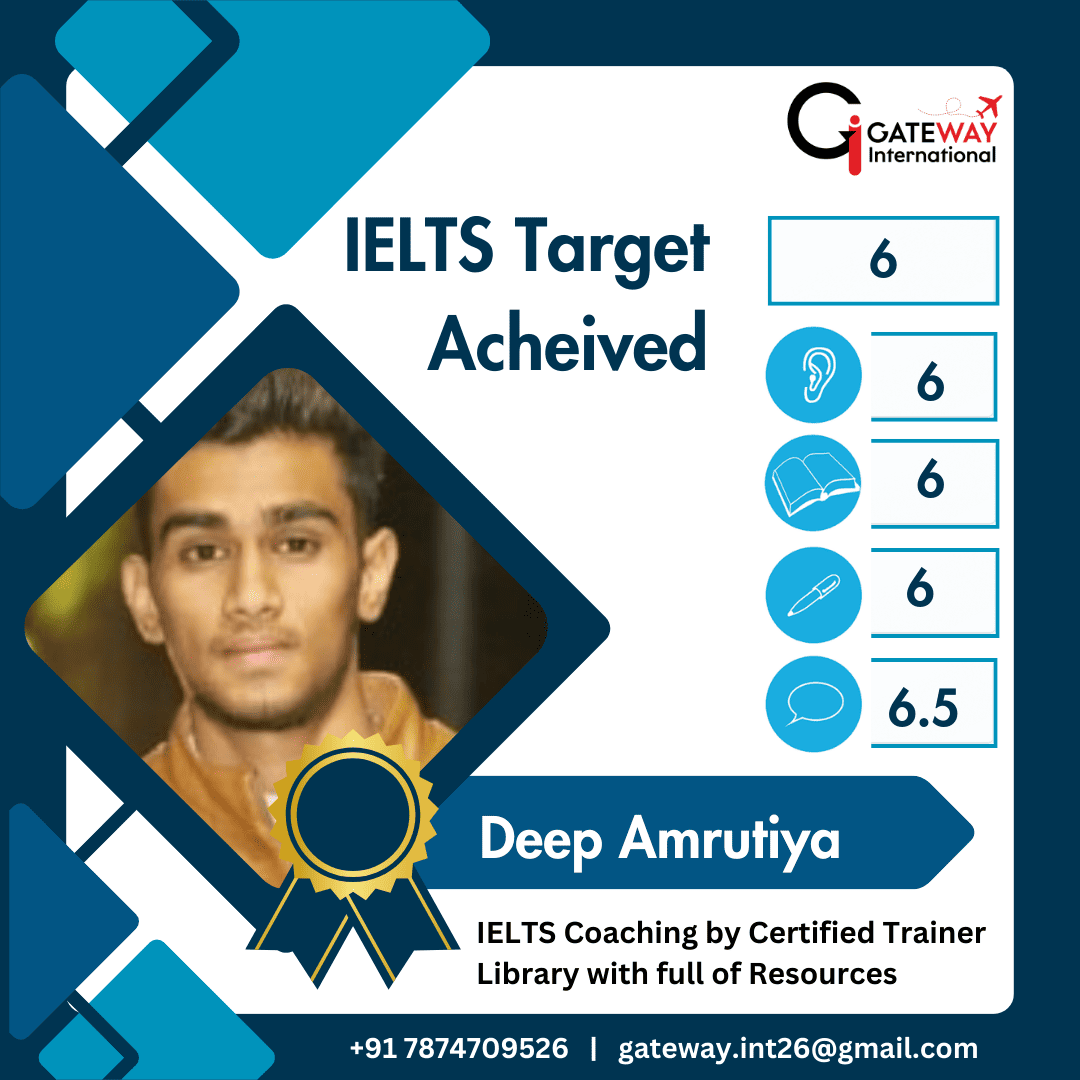 GATEWAY
International
IELTS Target
Acheived
6
6
6
6
6.5
Deep Amrutiya
IELTS Coaching by Certified Trainer
Library with full of Resources
+91 7874709526 | gateway.int26@gmail.com